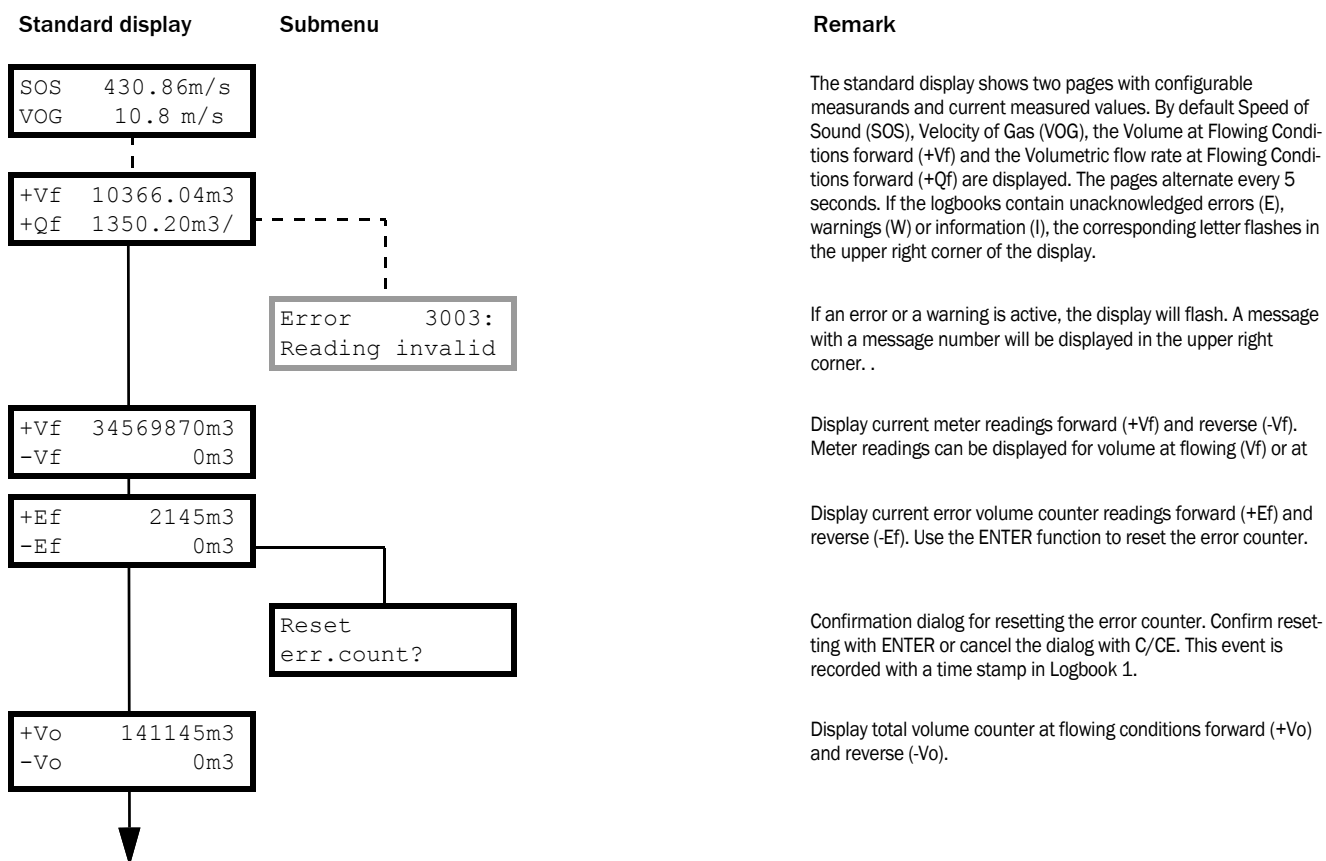 Standard display
Submenu
Remark
SOS 430.86m/s
VOG 10.8 m/s
The standard display shows two pages with configurable
measurands and current measured values. By default Speed of
Sound (SOS), Velocity of Gas (VOG), the Volume at Flowing Condi-
tions forward (+Vf) and the Volumetric flow rate at Flowing Condi-
tions forward (+Qf) are displayed. The pages alternate every 5
seconds. If the logbooks contain unacknowledged errors (E),
warnings (W) or information (I), the corresponding letter flashes in
the upper right corner of the display.
+Vf 10366.04m3
+Qf 1350.20m3/
Error 3003:
Reading invalid
If an error or a warning is active, the display will flash. A message
with a message number will be displayed in the upper right
corner. .
+Vf 34569870m3
-Vf 0m3
Display current meter readings forward (+Vf) and reverse (-Vf).
Meter readings can be displayed for volume at flowing (Vf) or at
+Ef 2145m3
-Ef 0m3
Display current error volume counter readings forward (+Ef) and
reverse (-Ef). Use the ENTER function to reset the error counter.
Reset
err.count?
Confirmation dialog for resetting the error counter. Confirm reset-
ting with ENTER or cancel the dialog with C/CE. This event is
recorded with a time stamp in Logbook 1.
+Vo 141145m3
-Vo 0m3
Display total volume counter at flowing conditions forward (+Vo)
and reverse (-Vo).